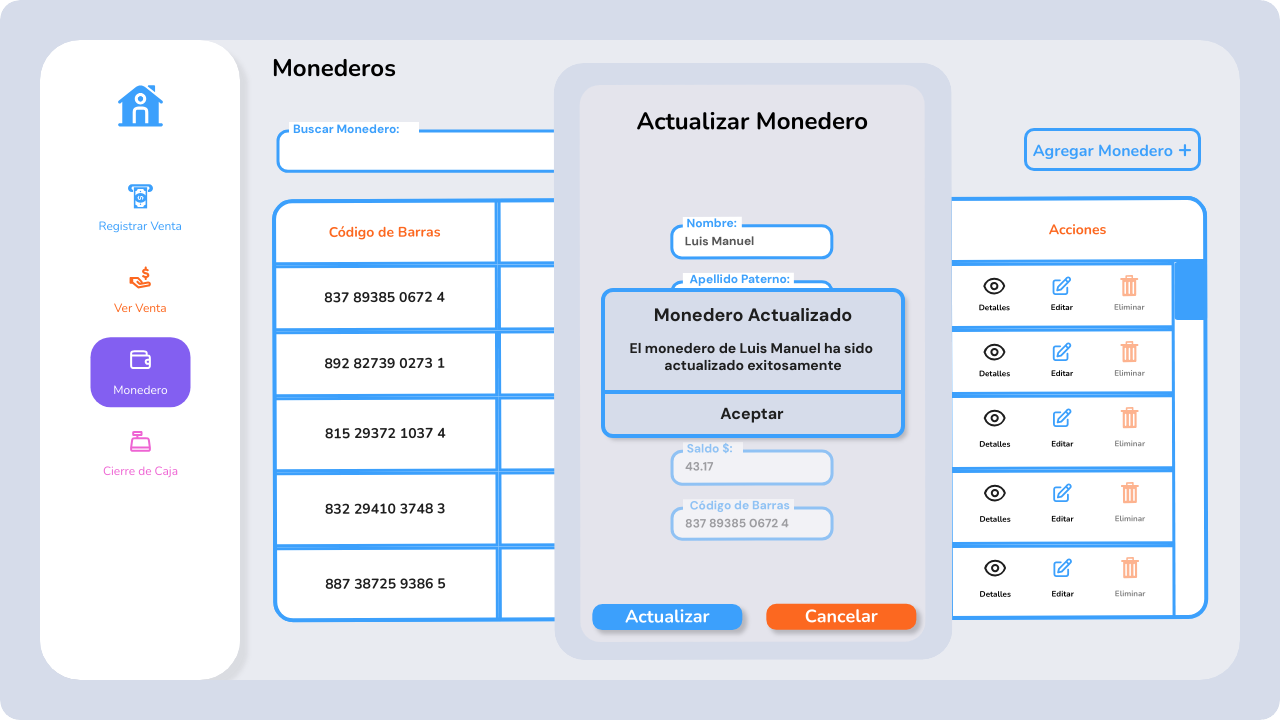 Monederos
Buscar Monedero:
Agregar Monedero +
Registrar Venta
Ver Venta
Monedero
Cierre de Caja
Código de Barras
Acciones
837 89385 0672 4
Detalles
Editar
Eliminar
892 82739 0273 1
Detalles
Editar
Eliminar
815 29372 1037 4
Detalles
Editar
Eliminar
832 29410 3748 3
Detalles
Editar
Eliminar
887 38725 9386 5
Detalles
Editar
Eliminar
Actualizar Monedero
Nombre:
Luis Manuel
Apellido Paterno:
Monedero Actualizado
El monedero de Luis Manuel ha sido
actualizado exitosamente
Aceptar
Saldo $:
43.17
Código de Barras
837 89385 0672 4
Actualizar
Cancelar